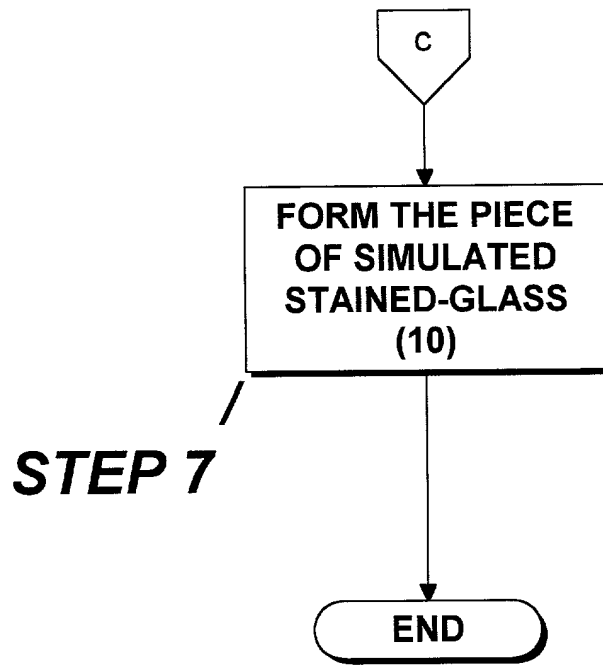 C
FORM THE PIECE
OF SIMULATED
STAINED-GLASS
(10)
STEP 7
END